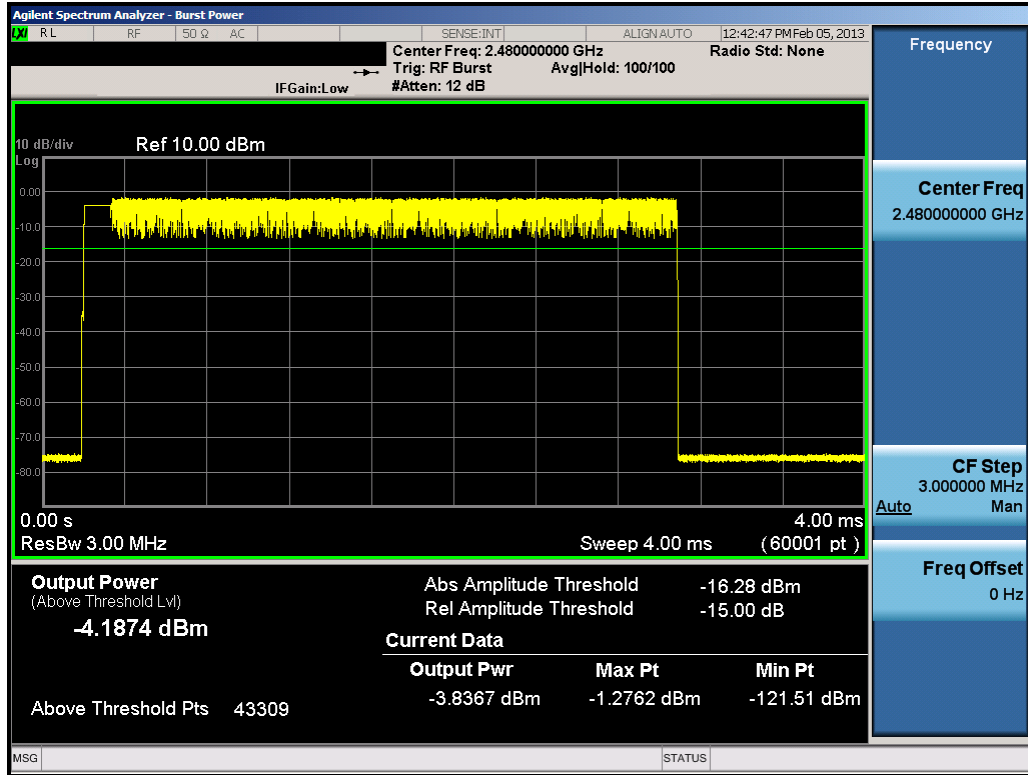 Agilent Spectrum Analyzer - Burst Power
LXI RL RF 50 Ω AC SENSE:INT ALIGN AUTO 12:42:47 PM Feb 05, 2013
Center Freq: 2.480000000 GHz Radio Std: None
Trig: RF Burst Avg|Hold: 100/100
IFGain:Low #Atten: 12 dB
10 dB/div Ref 10.00 dBm
Log
0.00
-10.0
-20.0
-30.0
-40.0
-50.0
-60.0
-70.0
-80.0
0.00 s 4.00 ms
ResBw 3.00 MHz Sweep 4.00 ms (60001 pt )
Output Power
(Above Threshold Lvl)
-4.1874 dBm
Above Threshold Pts 43309
Abs Amplitude Threshold -16.28 dBm
Rel Amplitude Threshold -15.00 dB
Current Data
Output Pwr Max Pt Min Pt
-3.8367 dBm -1.2762 dBm -121.51 dBm
Frequency
Center Freq
2.480000000 GHz
CF Step
3.000000 MHz
Auto Man
Freq Offset
0 Hz
MSG STATUS